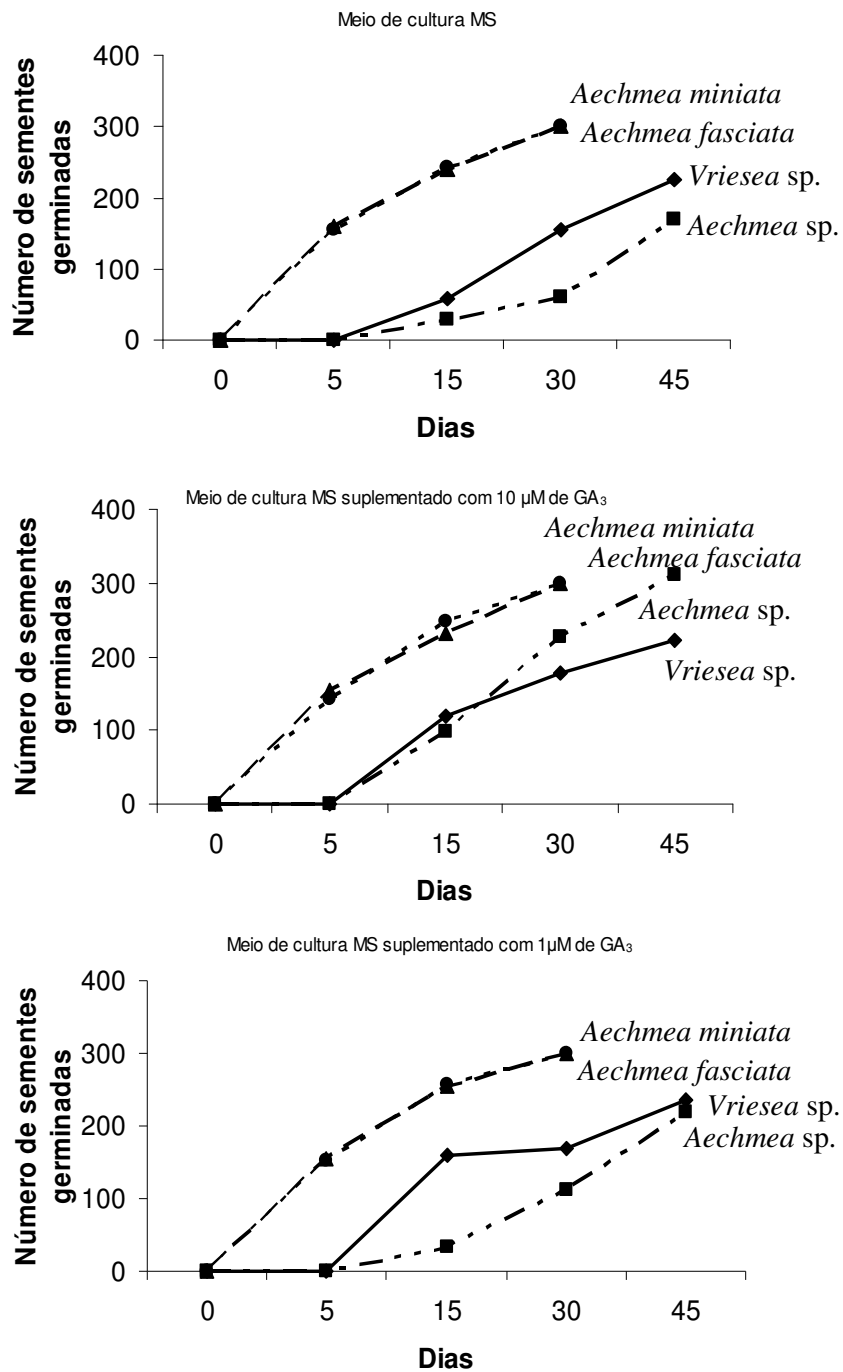 Meio de cultura MS
Número de sementes
germinadas
400
300
200
100
0
Aechmea miniata
Aechmea fasciata
Vriesea sp.
Aechmea sp.
0 5 15 30 45
Dias
Meio de cultura MS suplementado com 10 µM de GA₃
Número de sementes
germinadas
400
300
200
100
0
Aechmea miniata
Aechmea fasciata
Aechmea sp.
Vriesea sp.
0 5 15 30 45
Dias
Meio de cultura MS suplementado com 1µM de GA₃
Número de sementes
germinadas
400
300
200
100
0
Aechmea miniata
Aechmea fasciata
Vriesea sp.
Aechmea sp.
0 5 15 30 45
Dias